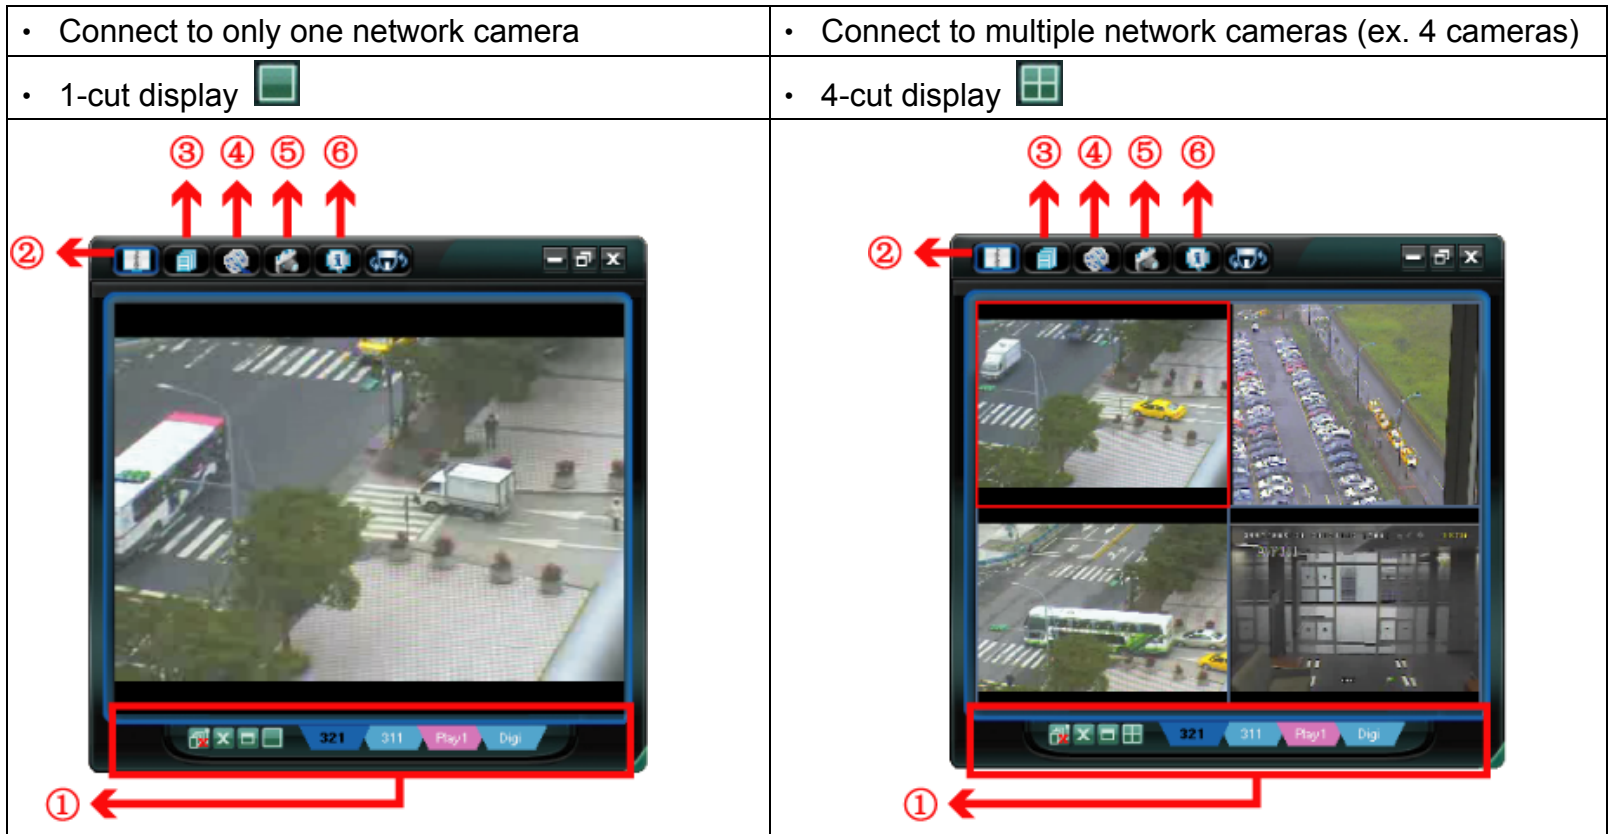 • Connect to only one network camera
• Connect to multiple network cameras (ex. 4 cameras)
• 1-cut display
• 4-cut display
③ ④ ⑤ ⑥
②
321 311 Play1 Digi
①
③ ④ ⑤ ⑥
②
321 311 Play1 Digi
①